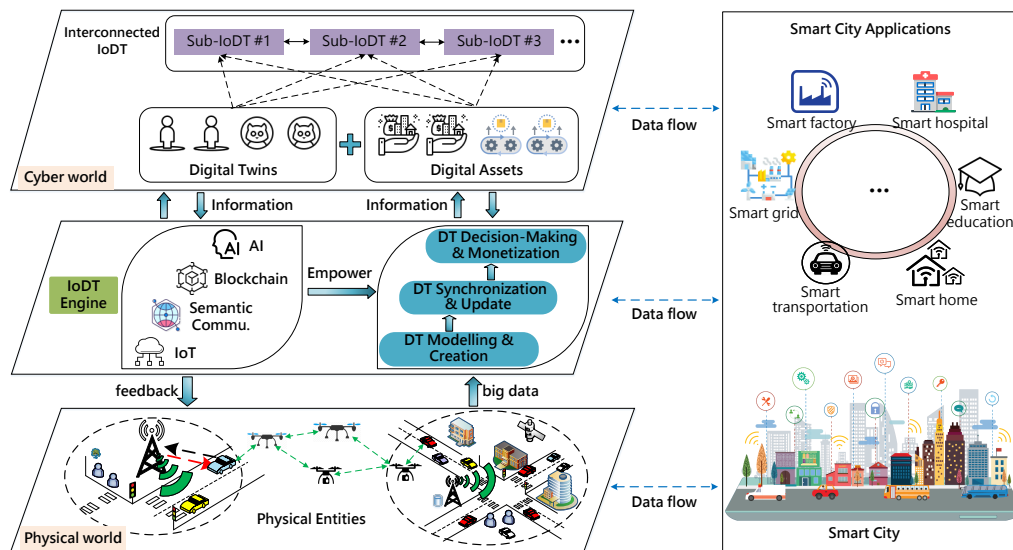 Interconnected
IoDT
Sub-IoDT #1
Sub-IoDT #2
Sub-IoDT #3
Digital Twins
Digital Assets
Cyber world
Information
Information
Data flow
IoDT
Engine
AI
AI
Blockchain
Semantic
Commu.
IoT
Empower
DT Decision-Making
& Monetization
DT Synchronization
& Update
DT Modelling &
Creation
Data flow
feedback
big data
Physical Entities
Physical world
Data flow
Smart City Applications
Smart factory
Smart hospital
Smart grid
...
Smart
education
Smart
transportation
Smart home
Smart City